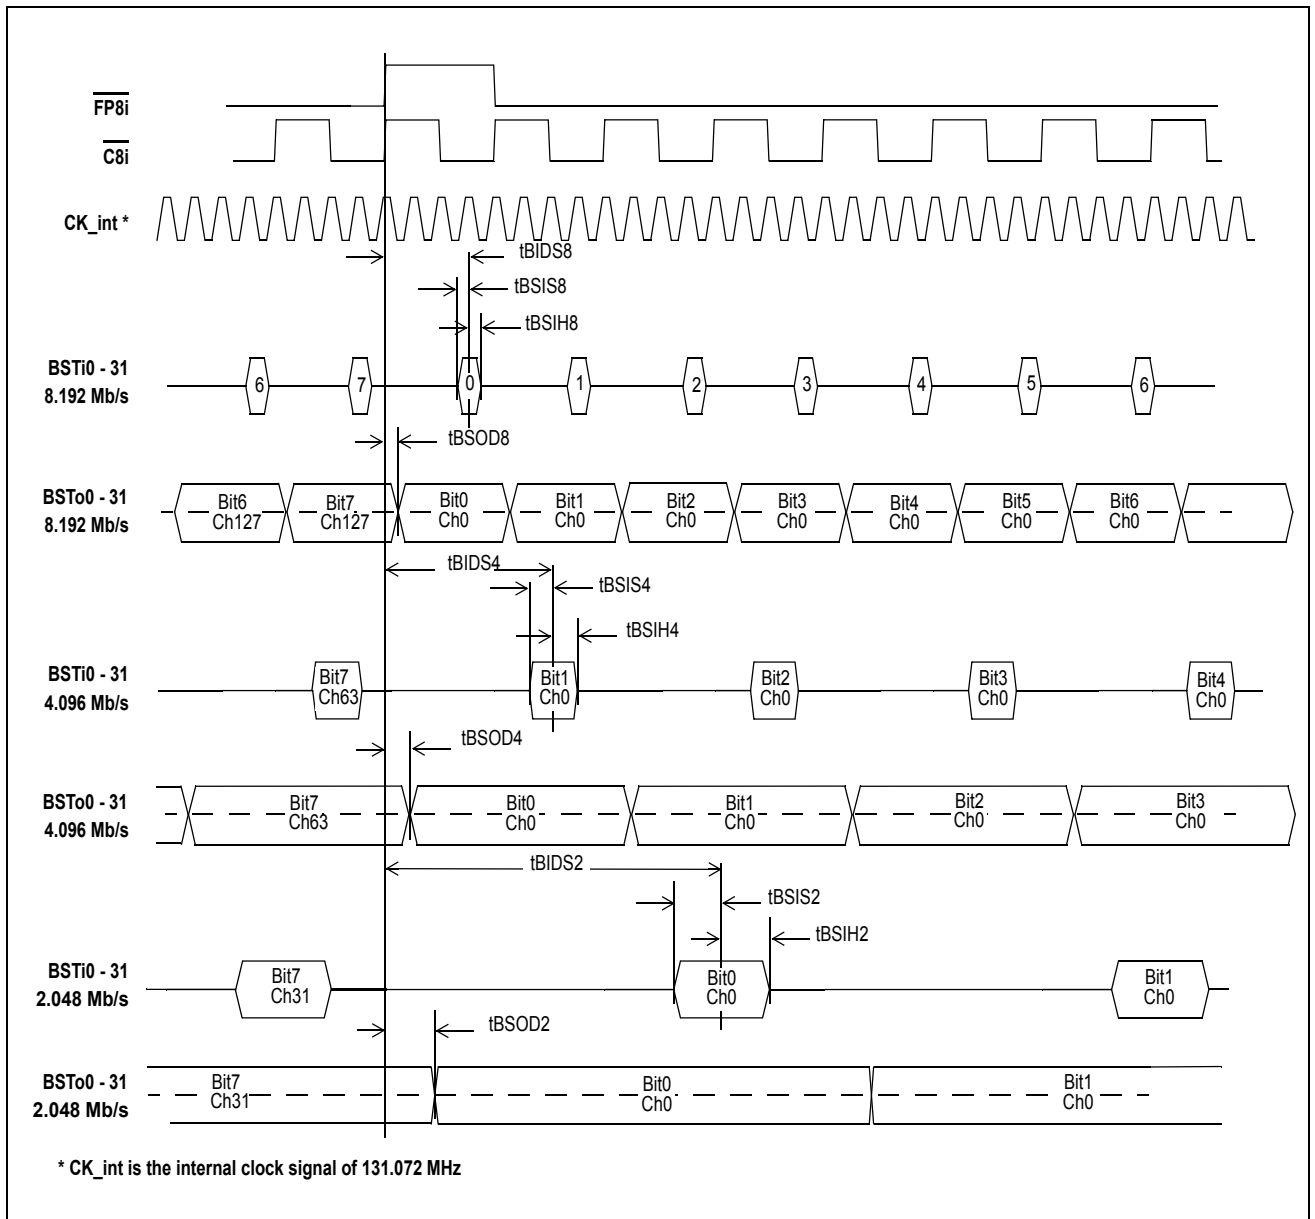 FP8i
C8i
CK_int *
tBIDS8
tBSIS8
tBSIH8
BSTi0 - 31
8.192 Mb/s
6
7
0
1
2
3
4
5
6
tBSOD8
BSTo0 - 31
8.192 Mb/s
Bit6
Ch127
Bit7
Ch127
Bit0
Ch0
Bit1
Ch0
Bit2
Ch0
Bit3
Ch0
Bit4
Ch0
Bit5
Ch0
Bit6
Ch0
tBIDS4
tBSIS4
tBSIH4
BSTi0 - 31
4.096 Mb/s
Bit7
Ch63
Bit1
Ch0
Bit2
Ch0
Bit3
Ch0
Bit4
Ch0
tBSOD4
BSTo0 - 31
4.096 Mb/s
Bit7
Ch63
Bit0
Ch0
Bit1
Ch0
Bit2
Ch0
Bit3
Ch0
tBIDS2
tBSIS2
tBSIH2
BSTi0 - 31
2.048 Mb/s
Bit7
Ch31
Bit0
Ch0
Bit1
Ch0
tBSOD2
BSTo0 - 31
2.048 Mb/s
Bit7
Ch31
Bit0
Ch0
Bit1
Ch0
* CK_int is the internal clock signal of 131.072 MHz